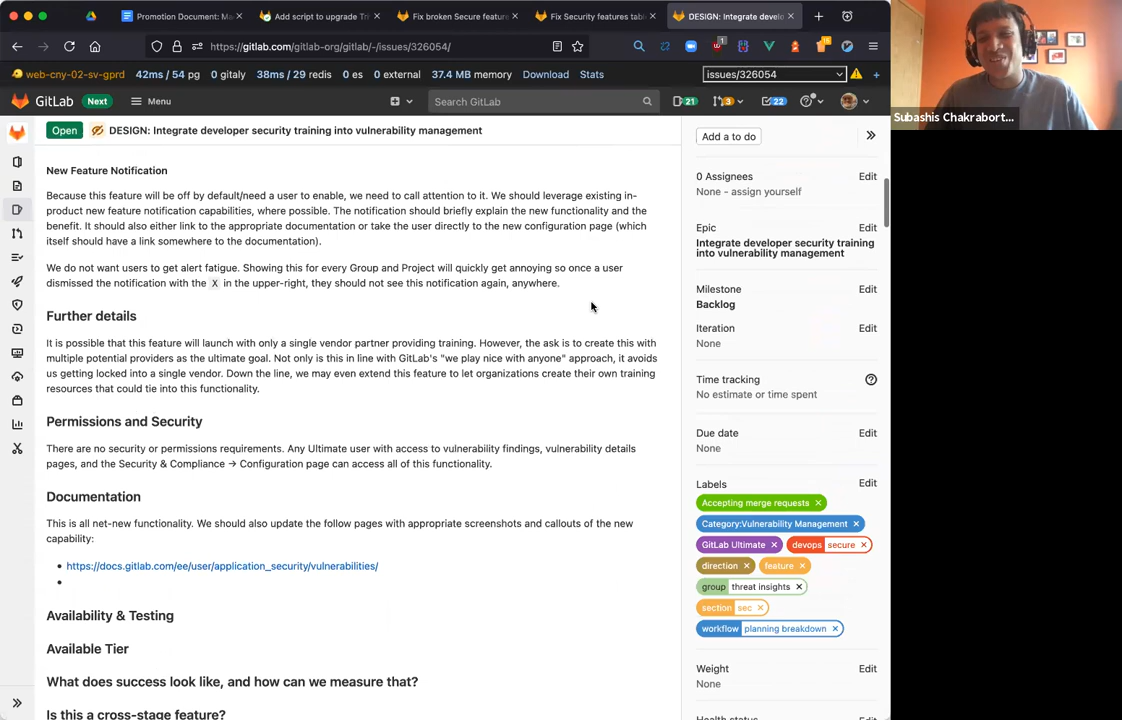 Promotion Document: Ma
Add script to upgrade Tr
Fix broken Secure feature
Fix Security features tabl
DESIGN: Integrate develo
https://gitlab.com/gitlab-org/gitlab/-/issues/326054/
web-cny-02-sv-gprd 42ms / 54 pg 0 gitaly 38ms / 29 redis 0 es 0 external 37.4 MB memory Download Stats issues/326054
GitLab Next Menu Search GitLab 21 3 22
Subashis Chakrabort...
Open DESIGN: Integrate developer security training into vulnerability management
New Feature Notification
Because this feature will be off by default/need a user to enable, we need to call attention to it. We should leverage existing in-
product new feature notification capabilities, where possible. The notification should briefly explain the new functionality and the
benefit. It should also either link to the appropriate documentation or take the user directly to the new configuration page (which
itself should have a link somewhere to the documentation).
We do not want users to get alert fatigue. Showing this for every Group and Project will quickly get annoying so once a user
dismissed the notification with the X in the upper-right, they should not see this notification again, anywhere.
Further details
It is possible that this feature will launch with only a single vendor partner providing training. However, the ask is to create this with
multiple potential providers as the ultimate goal. Not only is this in line with GitLab's "we play nice with anyone" approach, it avoids
us getting locked into a single vendor. Down the line, we may even extend this feature to let organizations create their own training
resources that could tie into this functionality.
Permissions and Security
There are no security or permissions requirements. Any Ultimate user with access to vulnerability findings, vulnerability details
pages, and the Security & Compliance → Configuration page can access all of this functionality.
Documentation
This is all net-new functionality. We should also update the follow pages with appropriate screenshots and callouts of the new
capability:
• https://docs.gitlab.com/ee/user/application_security/vulnerabilities/
•
Availability & Testing
Available Tier
What does success look like, and how can we measure that?
Is this a cross-stage feature?
Add a to do
0 Assignees Edit
None - assign yourself
Epic Edit
Integrate developer security training
into vulnerability management
Milestone Edit
Backlog
Iteration Edit
None
Time tracking
No estimate or time spent
Due date Edit
None
Labels Edit
Accepting merge requests
Category:Vulnerability Management
GitLab Ultimate devops secure
direction feature
group threat insights
section sec
workflow planning breakdown
Weight Edit
None
Health status